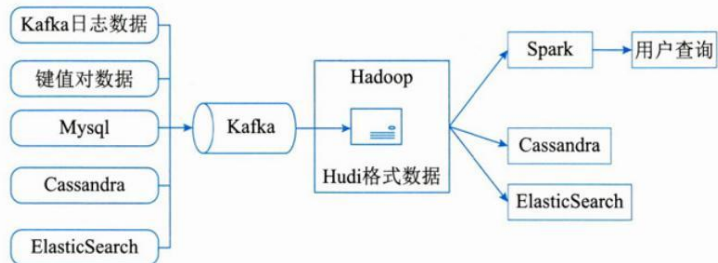 Kafka日志数据
键值对数据
Mysql
Cassandra
ElasticSearch
Kafka
Hadoop
Hudi格式数据
Spark
用户查询
Cassandra
ElasticSearch